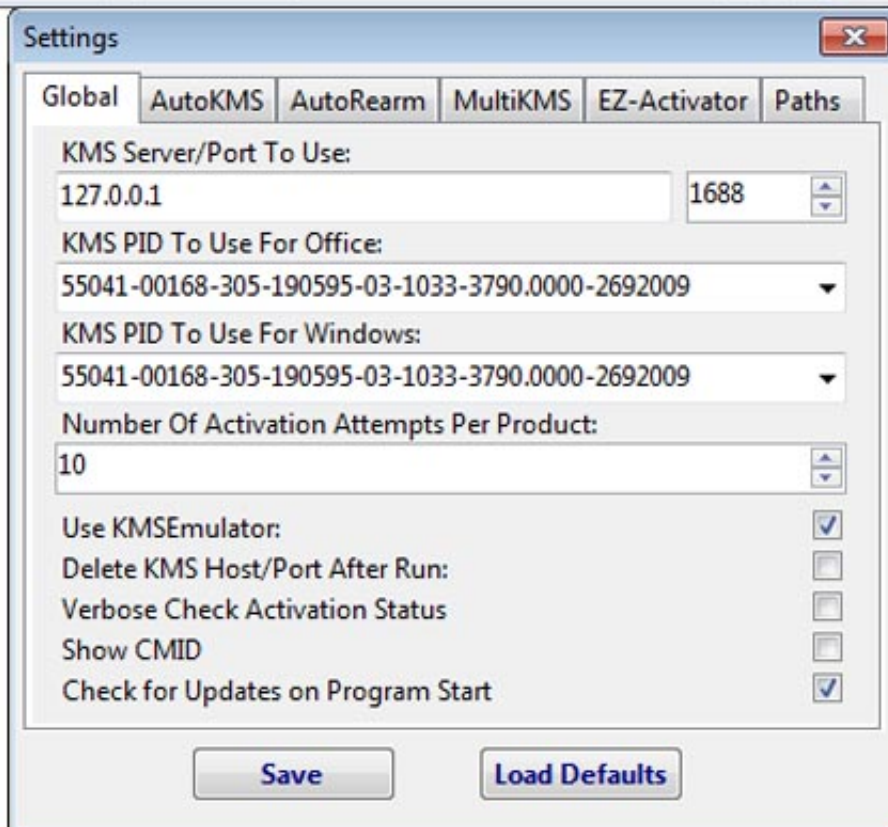 Settings
Global AutoKMS AutoRearm MultiKMS EZ-Activator Paths
KMS Server/Port To Use:
127.0.0.1 1688
KMS PID To Use For Office:
55041-00168-305-190595-03-1033-3790.0000-2692009
KMS PID To Use For Windows:
55041-00168-305-190595-03-1033-3790.0000-2692009
Number Of Activation Attempts Per Product:
10
Use KMSEmulator:
Delete KMS Host/Port After Run:
Verbose Check Activation Status
Show CMID
Check for Updates on Program Start
Save Load Defaults